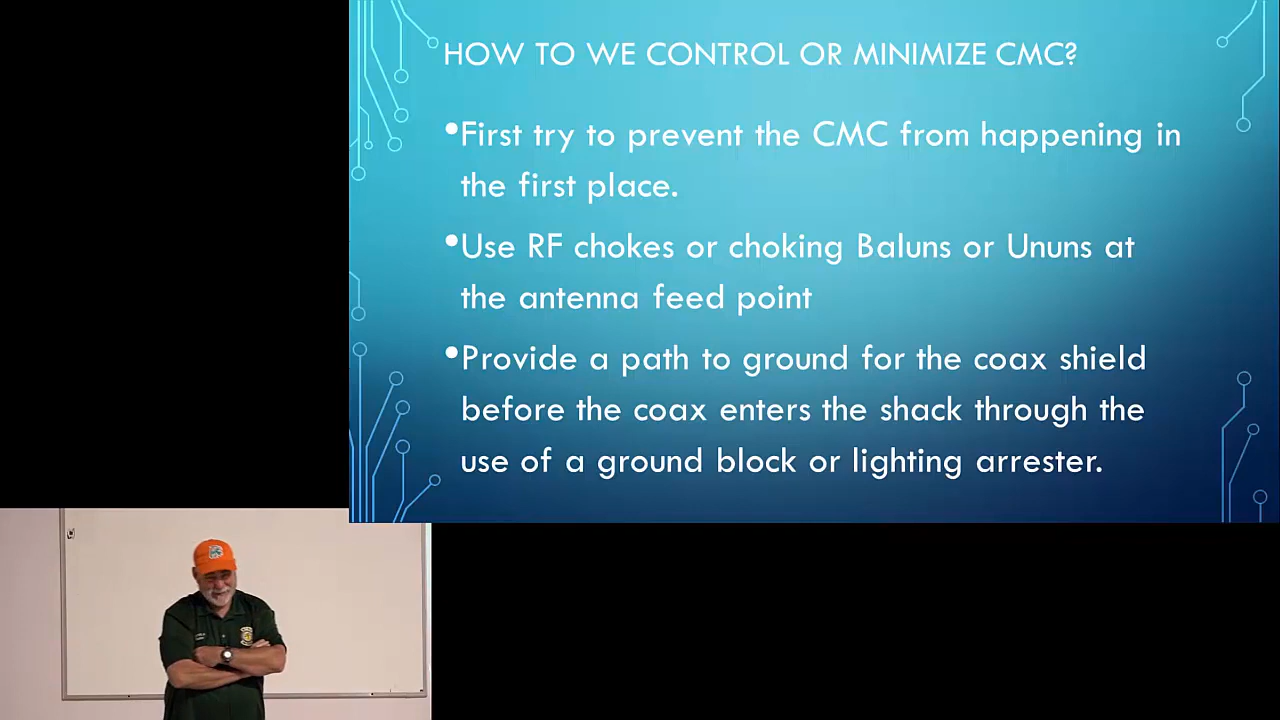 HOW TO WE CONTROL OR MINIMIZE CMC?
•First try to prevent the CMC from happening in
the first place.
•Use RF chokes or choking Baluns or Ununs at
the antenna feed point
•Provide a path to ground for the coax shield
before the coax enters the shack through the
use of a ground block or lighting arrester.